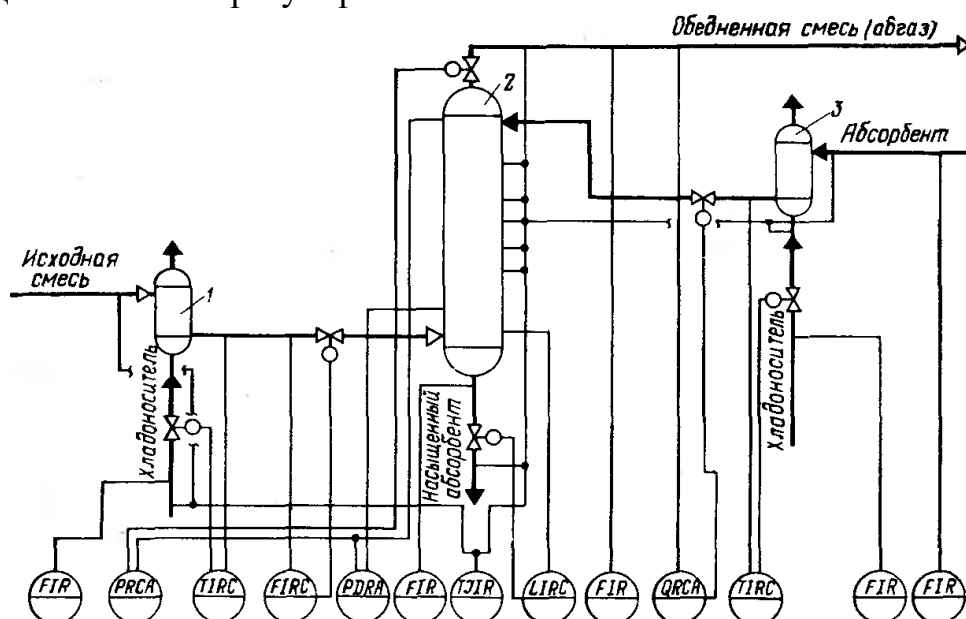 Обедненная смесь (абгаз)
2
3
Абсорбент
Исходная
смесь
1
Хладоноситель
Насыщенный
абсорбент
Хладоноситель
FIR
PRCA
TIRC
FIRC
PDRA
FIR
TJIR
LIRC
FIR
QRCA
TIRC
FIR
FIR